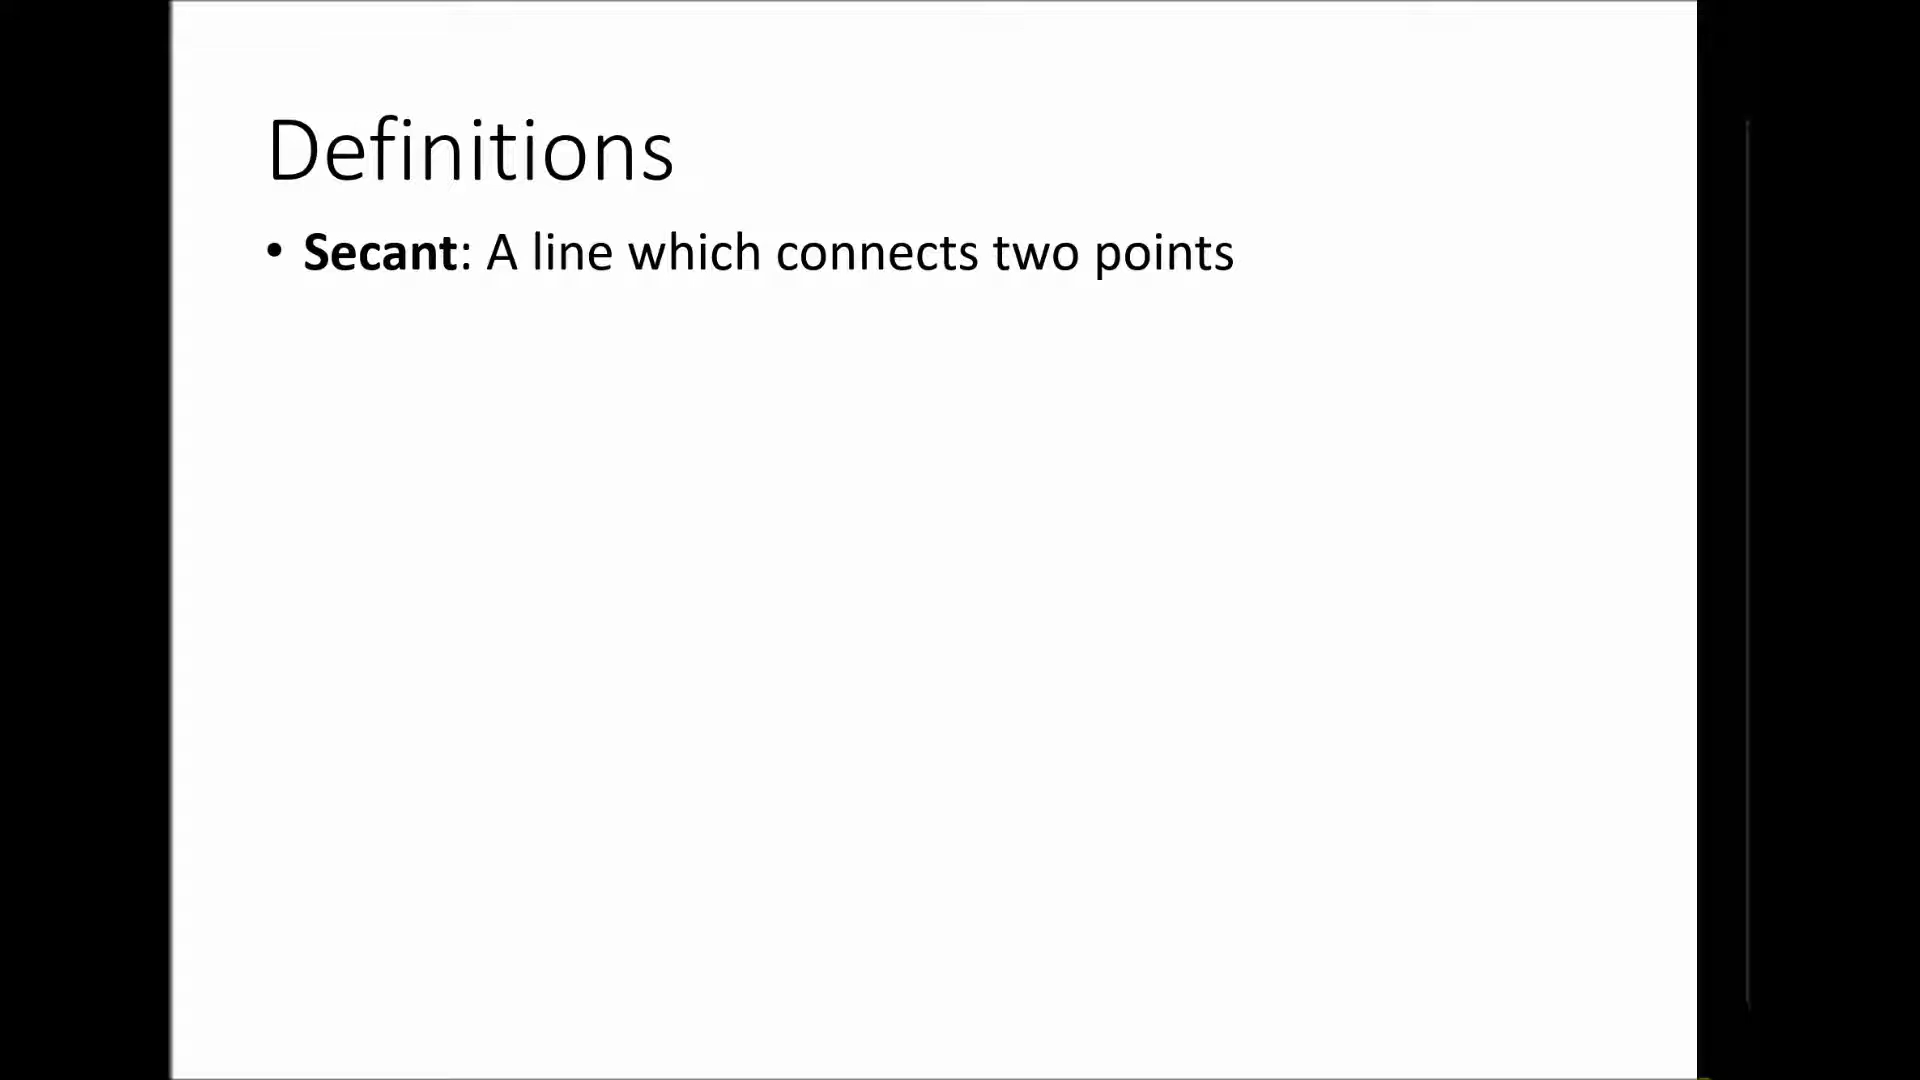 Definitions
• Secant: A line which connects two points